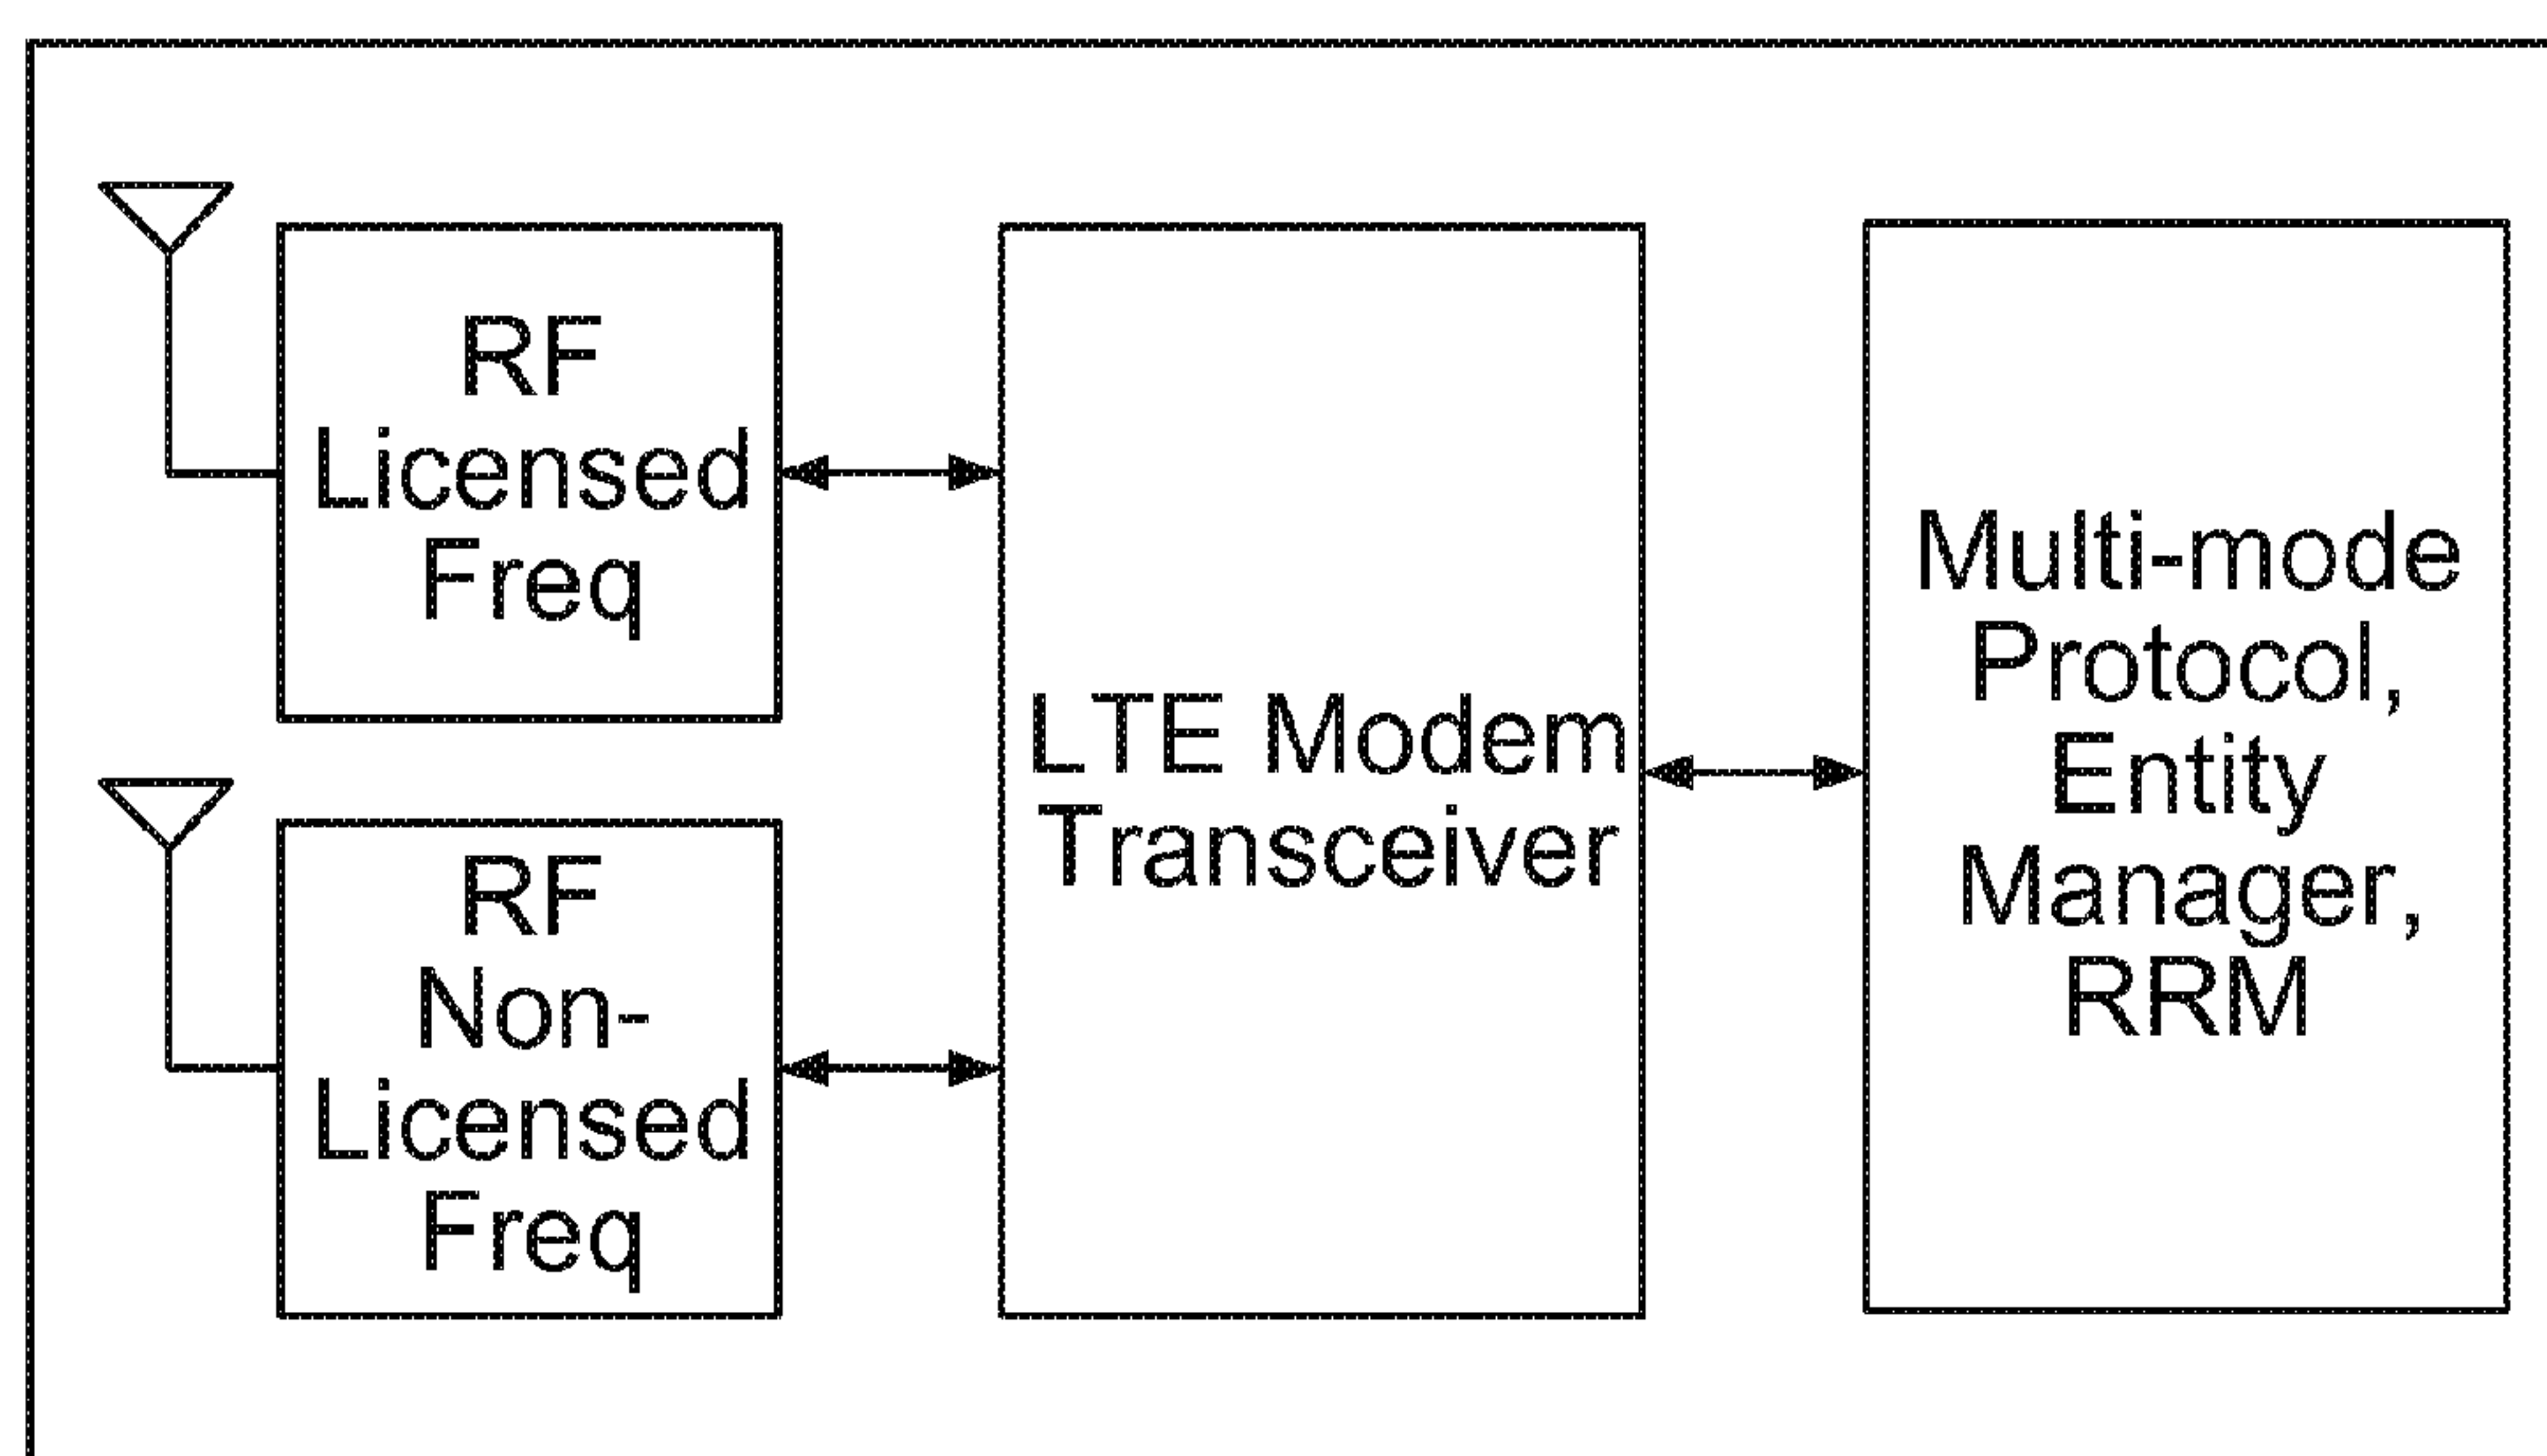 RF
Licensed
Freq
RF
Non-
Licensed
Freq
LTE Modem
Transceiver
Multi-mode
Protocol,
Entity
Manager,
RRM